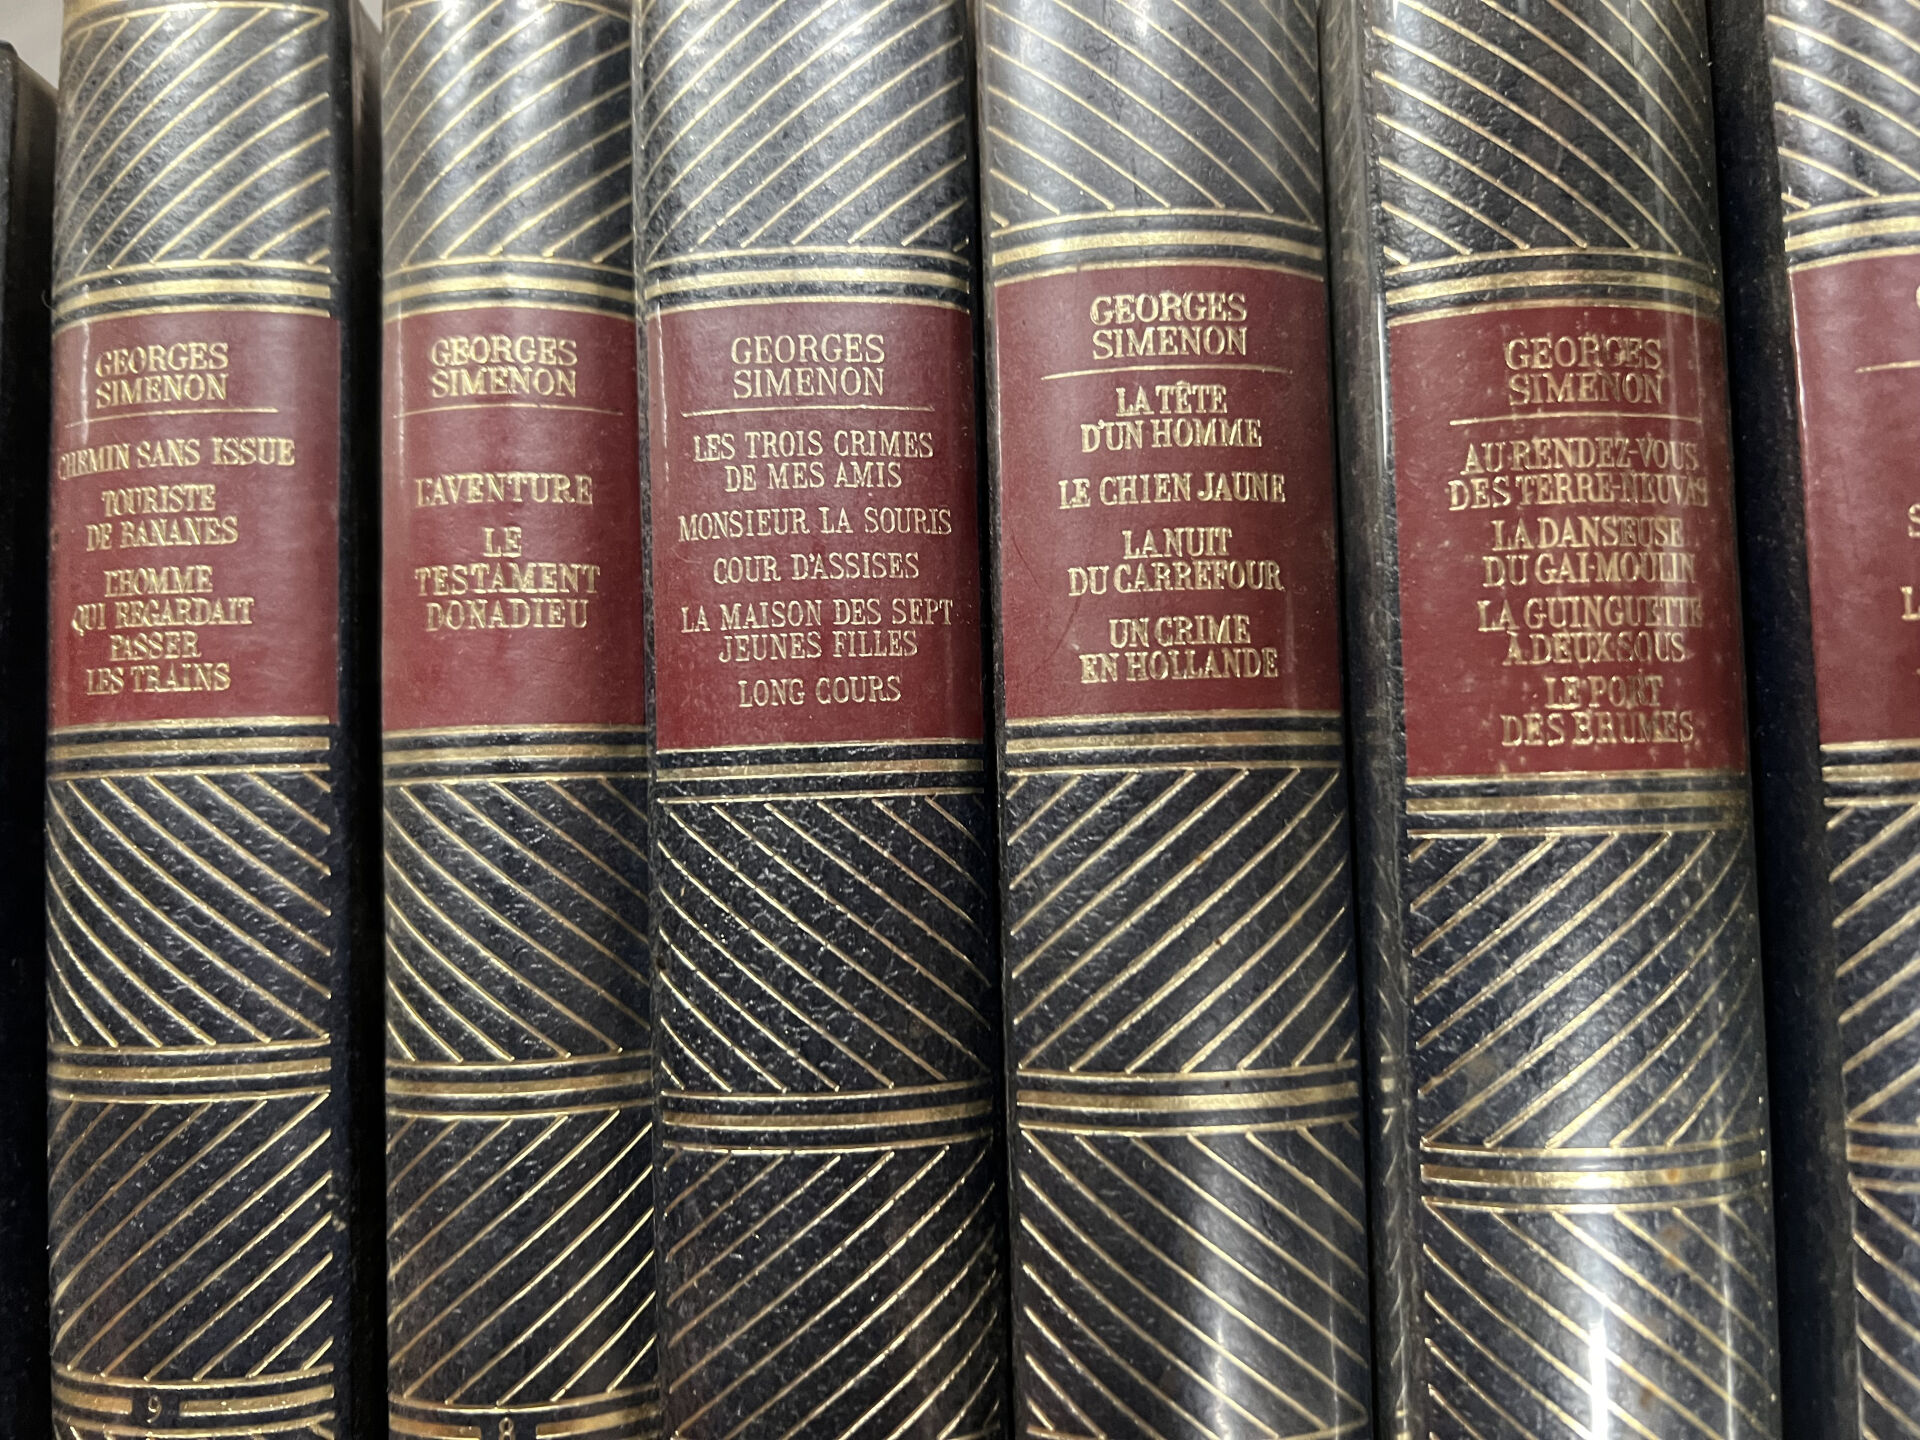 GEORGES
SIMENON
CHEMIN SANS ISSUE
TOURISTE
DE BANANES
L'HOMME
QUI REGARDAIT
PASSER
LES TRAINS
9
GEORGES
SIMENON
L'AVENTURE
LE
TESTAMENT
DONADIEU
8
GEORGES
SIMENON
LES TROIS CRIMES
DE MES AMIS
MONSIEUR LA SOURIS
COUR D'ASSISES
LA MAISON DES SEPT
JEUNES FILLES
LONG COURS
GEORGES
SIMENON
LA TÊTE
D'UN HOMME
LE CHIEN JAUNE
LA NUIT
DU CARREFOUR
UN CRIME
EN HOLLANDE
GEORGES
SIMENON
AU RENDEZ-VOUS
DES TERRE-NEUVAS
LA DANSEUSE
DU GAI-MOULIN
LA GUINGUETTE
À DEUX SOUS
LE PORT
DES BRUMES